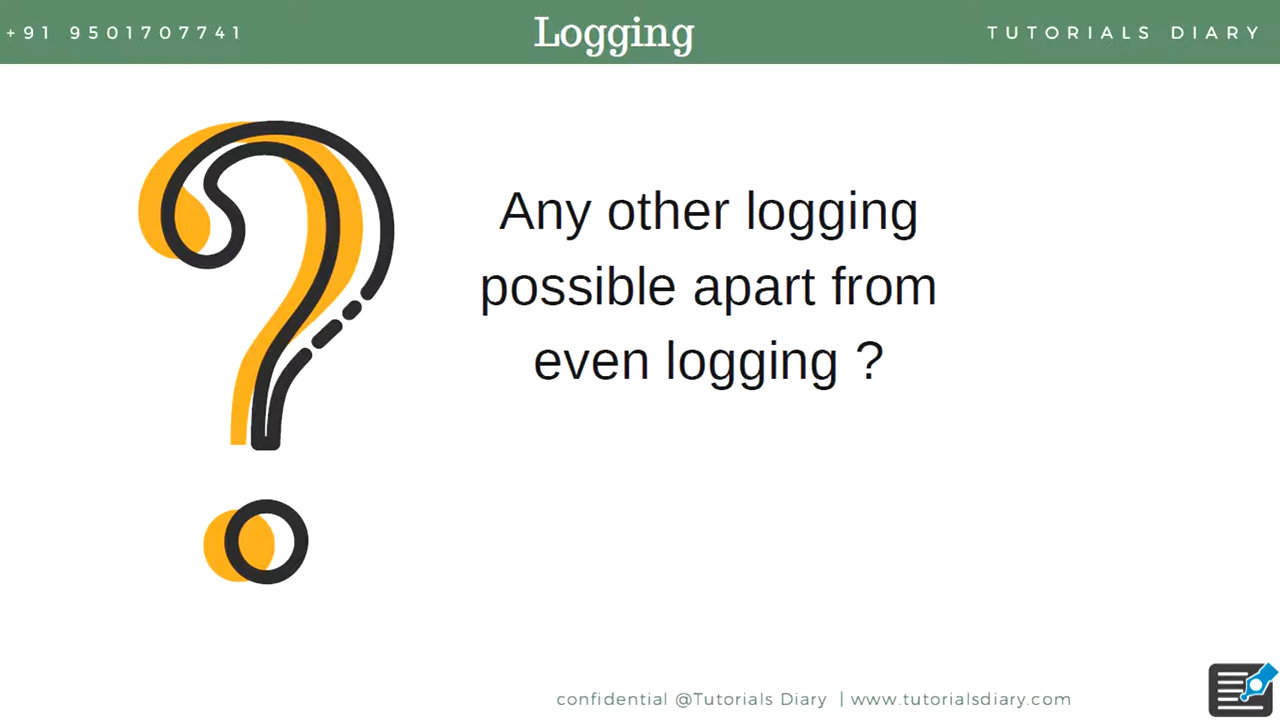 +91 9501707741
Logging
TUTORIALS DIARY
Any other logging
possible apart from
even logging ?
confidential @Tutorials Diary | www.tutorialsdiary.com